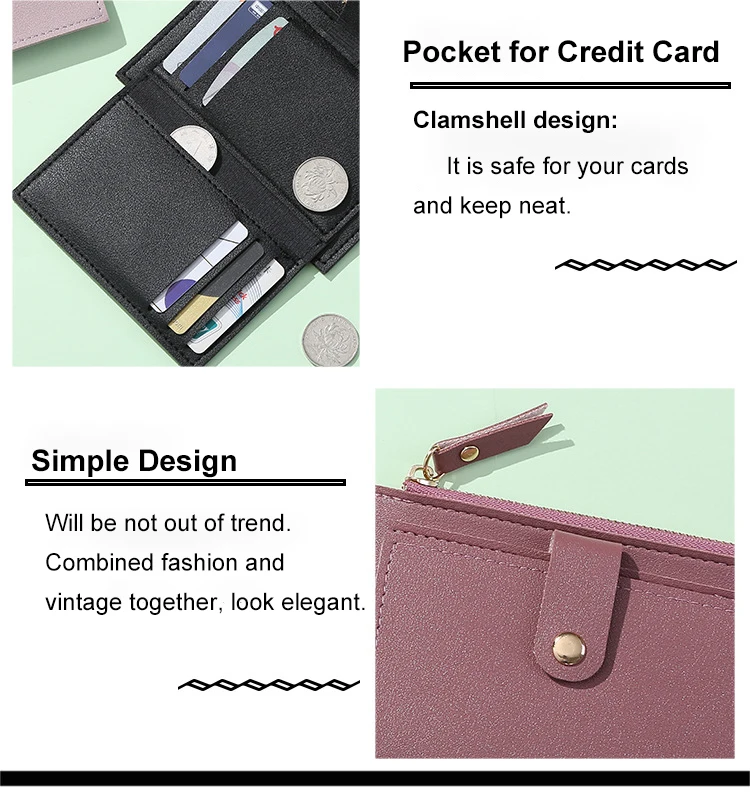 Pocket for Credit Card
Clamshell design:
It is safe for your cards
and keep neat.
Simple Design
Will be not out of trend.
Combined fashion and
vintage together, look elegant.